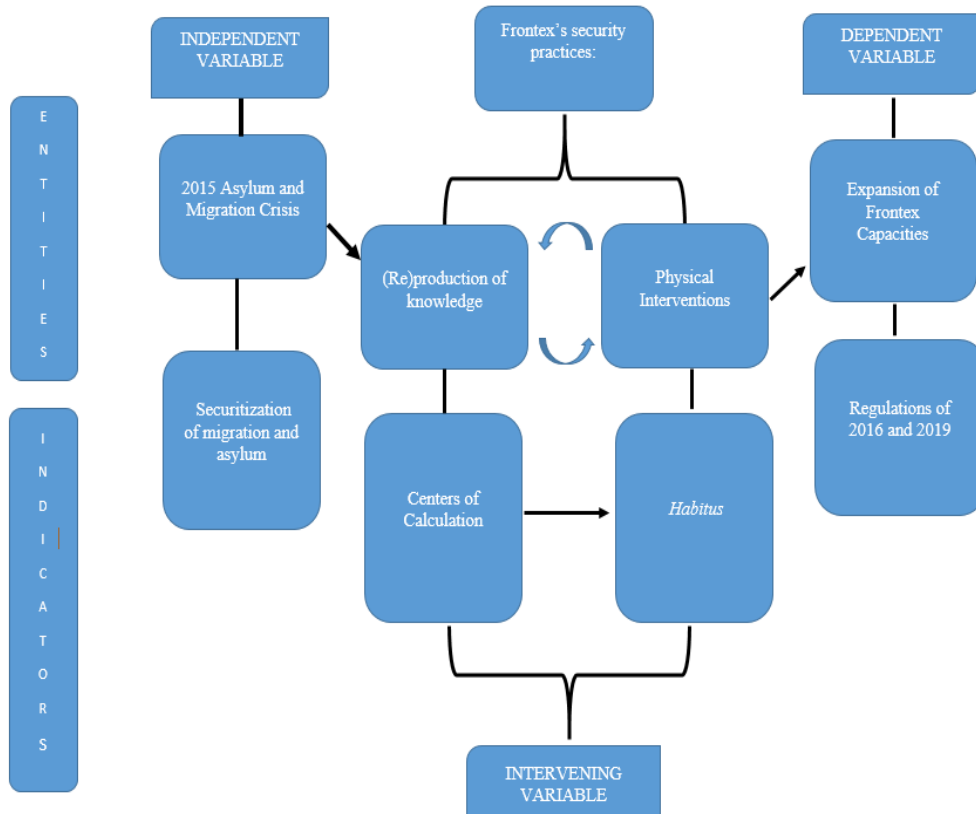 INDEPENDENT
VARIABLE
Frontex's security
practices:
DEPENDENT
VARIABLE
E
N
T
I
T
I
E
S
2015 Asylum and
Migration Crisis
(Re)production of
knowledge
Physical
Interventions
Expansion of
Frontex
Capacities
I
N
D
I
C
A
T
O
R
S
Securitization
of migration and
asylum
Centers of
Calculation
Habitus
Regulations of
2016 and 2019
INTERVENING
VARIABLE